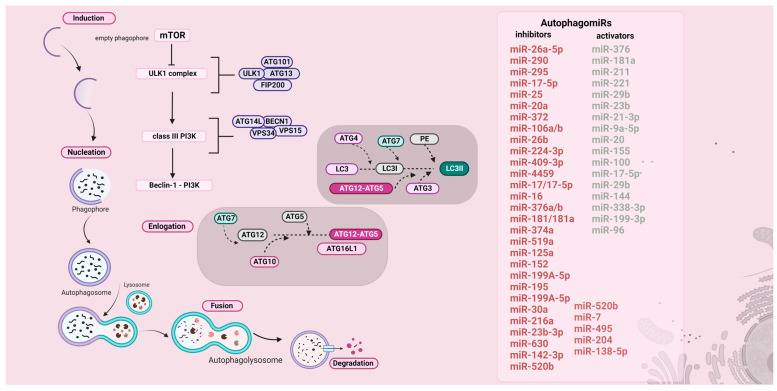 Induction
empty phagophore
mTOR
ULK1 complex
ATG101
ULK1
ATG13
FIP200
class III PI3K
ATG14L
BECN1
VPS34
VPS15
Beclin-1 - PI3K
Nucleation
Phagophore
Autophagosome
Lysosome
Enlogation
ATG7
ATG5
ATG12
ATG12-ATG5
ATG16L1
ATG10
ATG4
ATG7
PE
LC3
LC3I
LC3II
ATG12-ATG5
ATG3
Fusion
Autophagolysosome
Degradation
AutophagomiRs
inhibitors
miR-26a-5p
miR-290
miR-295
miR-17-5p
miR-25
miR-20a
miR-372
miR-106a/b
miR-26b
miR-224-3p
miR-409-3p
miR-4459
miR-17/17-5p
miR-16
miR-376a/b
miR-181/181a
miR-374a
miR-519a
miR-125a
miR-152
miR-199A-5p
miR-195
miR-199A-5p
miR-30a
miR-216a
miR-23b-3p
miR-630
miR-142-3p
miR-520b
miR-520b
miR-7
miR-495
miR-204
miR-138-5p
activators
miR-376
miR-181a
miR-211
miR-221
miR-29b
miR-23b
miR-21-3p
miR-9a-5p
miR-20
miR-155
miR-100
miR-17-5p
miR-29b
miR-144
miR-338-3p
miR-199-3p
miR-96